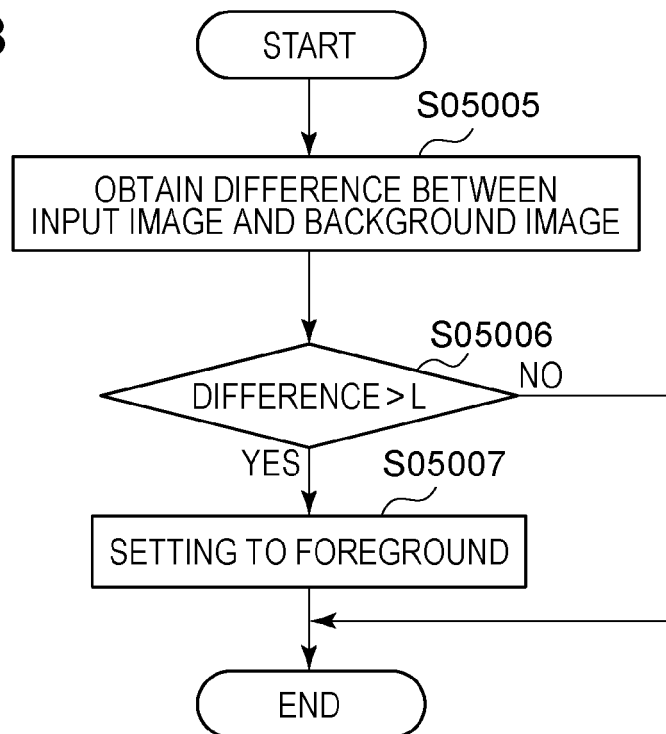 START
S05005
OBTAIN DIFFERENCE BETWEEN
INPUT IMAGE AND BACKGROUND IMAGE
S05006
DIFFERENCE>L
NO
YES
S05007
SETTING TO FOREGROUND
END